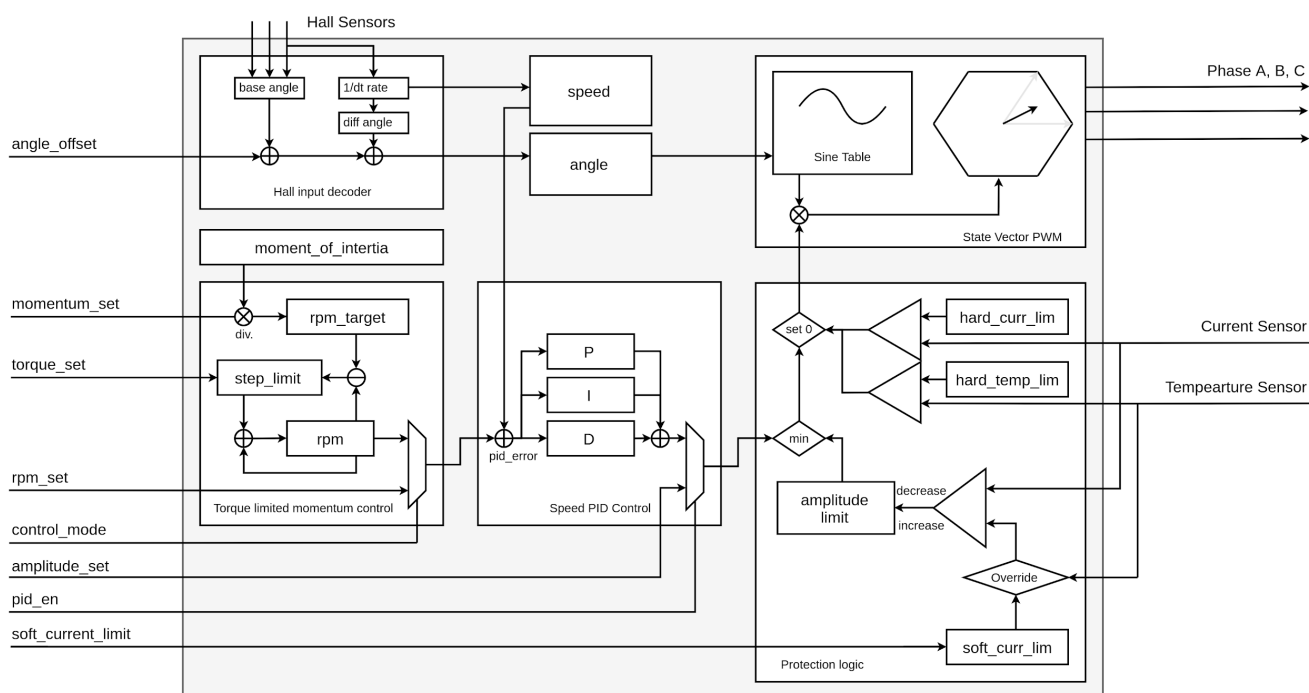 Hall Sensors
Phase A, B, C
base angle
1/dt rate
speed
diff angle
angle_offset
angle
Sine Table
Hall input decoder
State Vector PWM
moment_of_intertia
momentum_set
div.
rpm_target
set 0
hard_curr_lim
Current Sensor
torque_set
step_limit
P
I
D
hard_temp_lim
Tempearture Sensor
rpm
pid_error
min
rpm_set
Torque limited momentum control
Speed PID Control
amplitude
limit
decrease
increase
control_mode
amplitude_set
Override
pid_en
soft_current_limit
soft_curr_lim
Protection logic